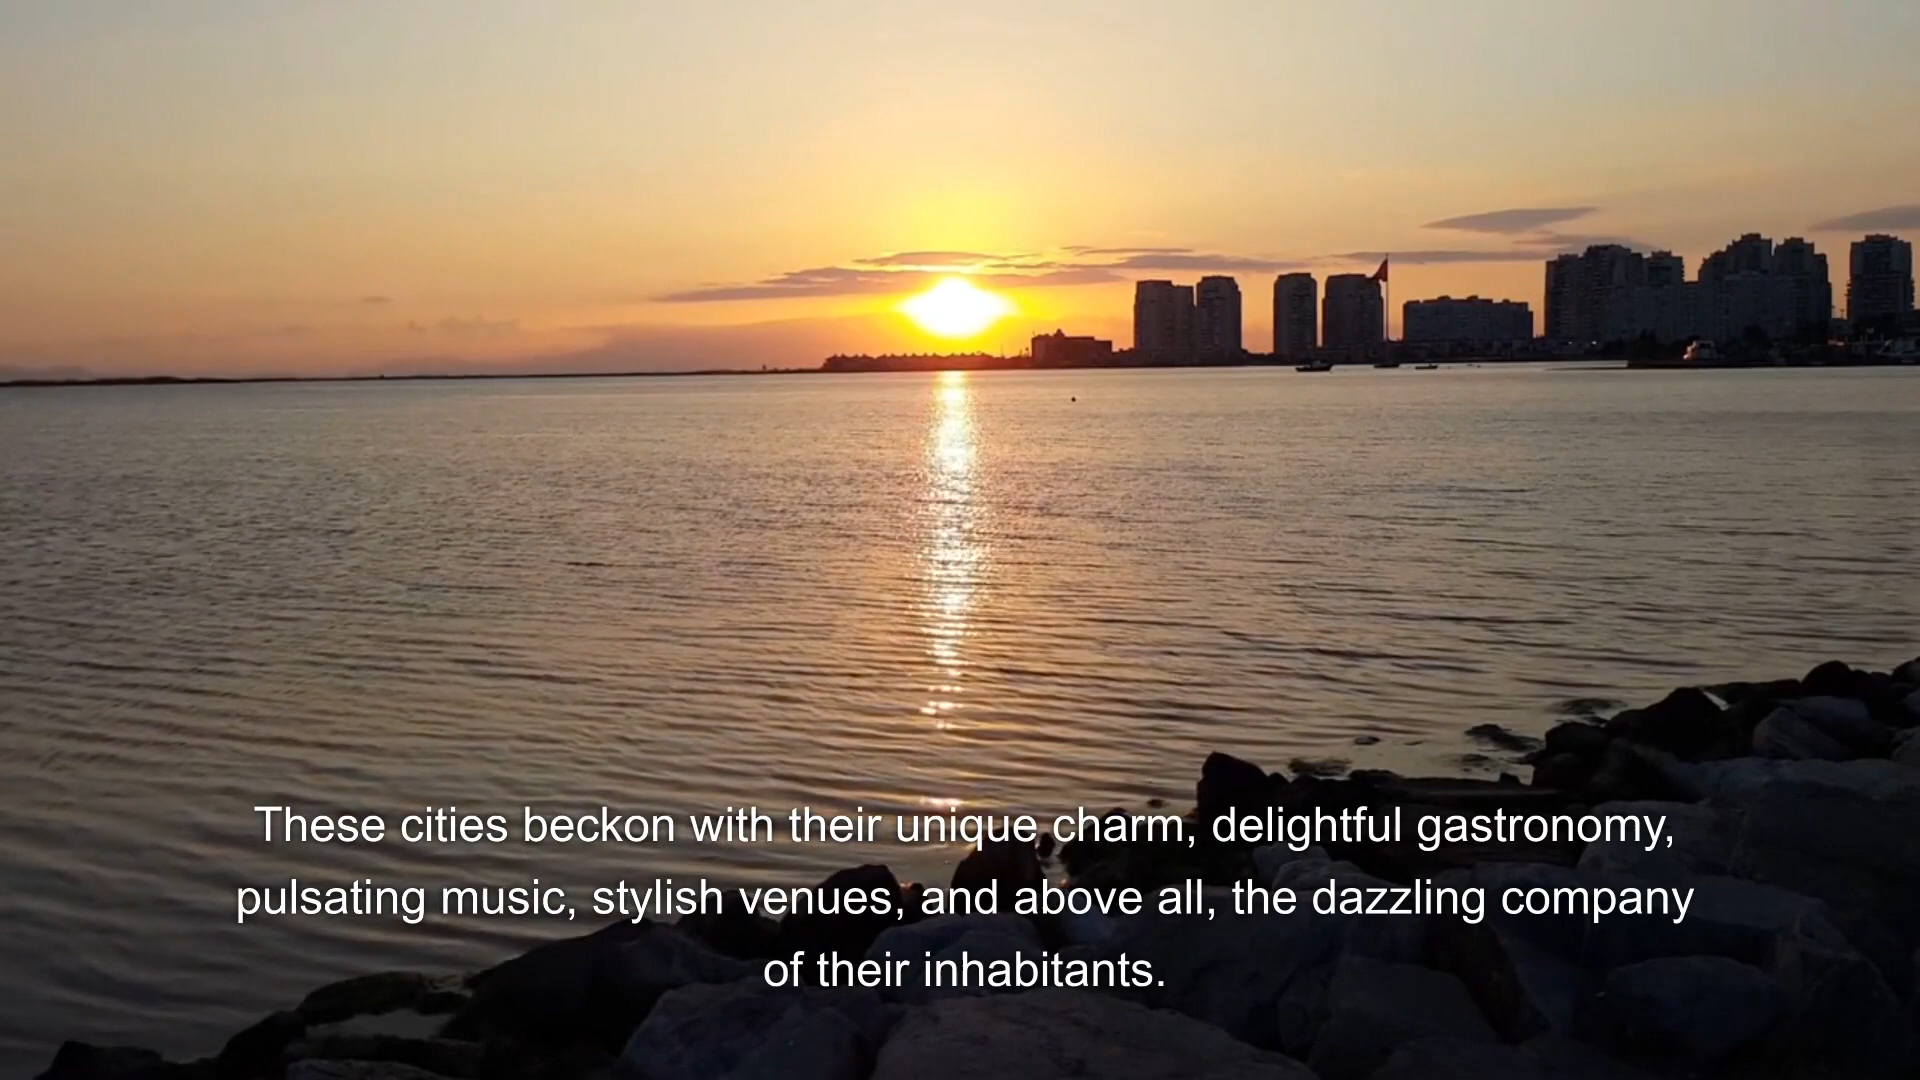 These cities beckon with their unique charm, delightful gastronomy,
pulsating music, stylish venues, and above all, the dazzling company
of their inhabitants.